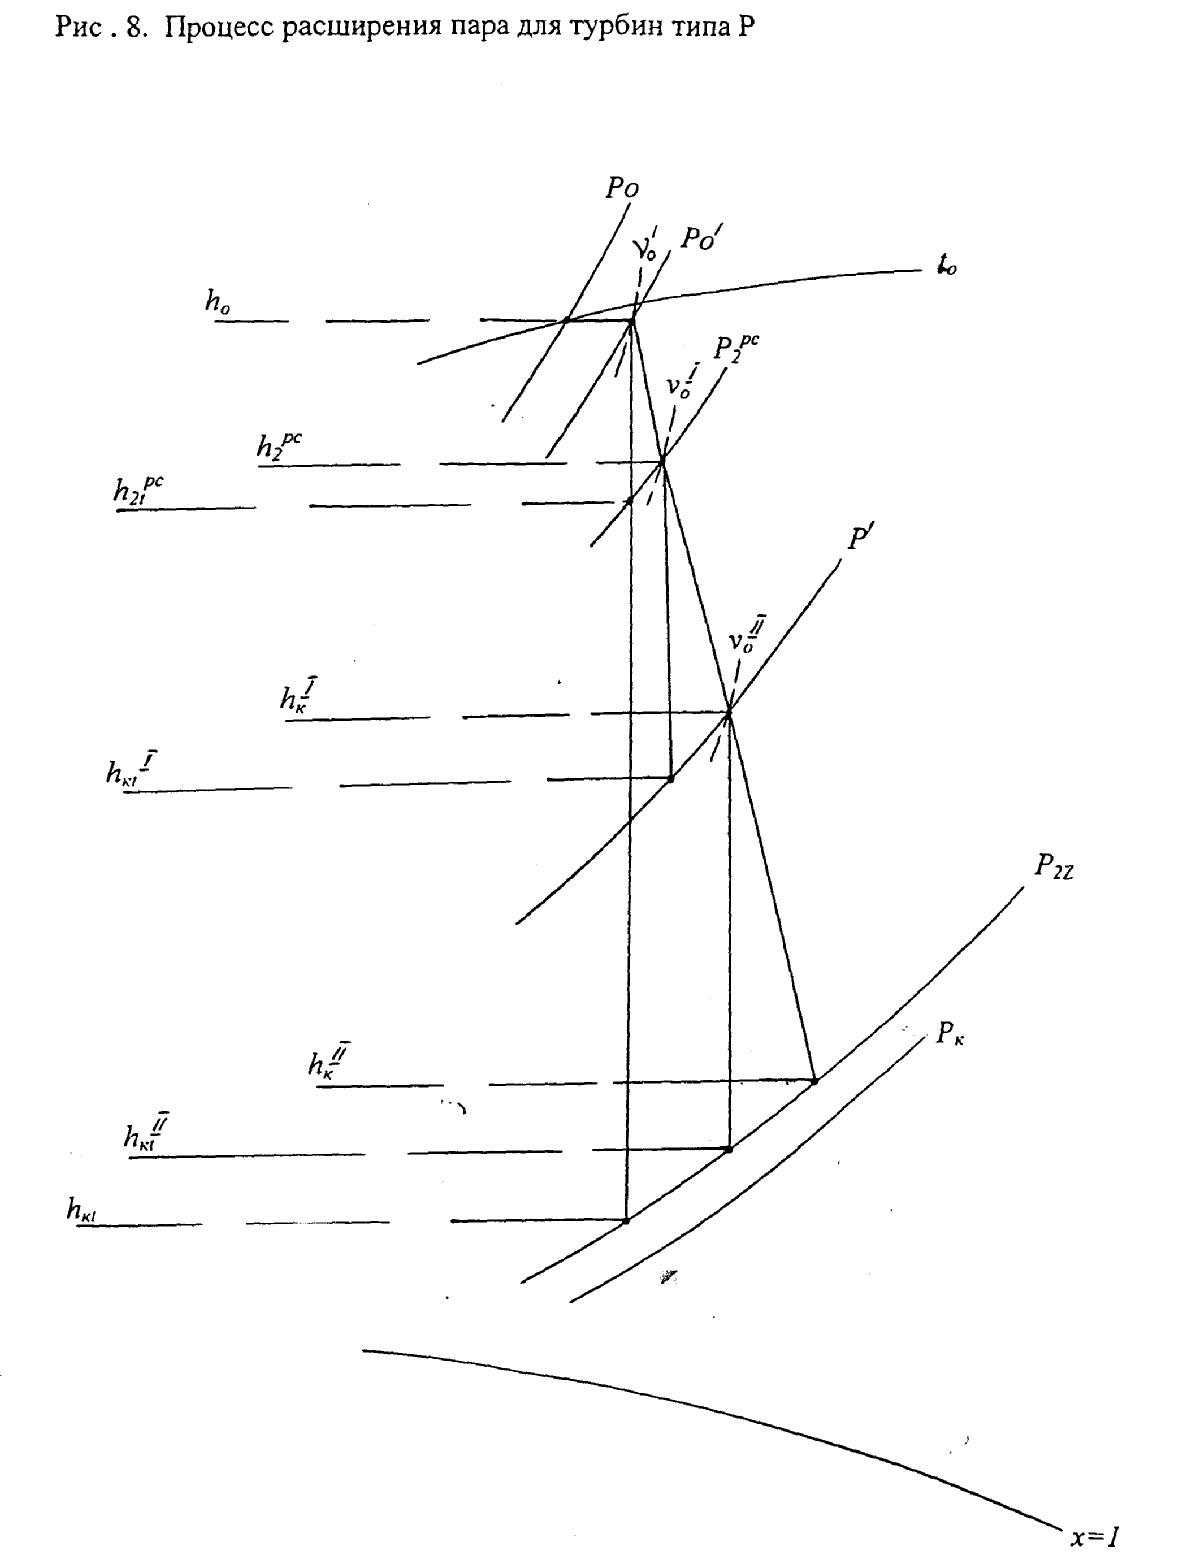 Рис . 8. Процесс расширения пара для турбин типа Р
Po
v₀'
Po'
t₀
h₀
P₂ᵖᶜ
v₀ᴵ
h₂ᵖᶜ
h₂ₜᵖᶜ
P'
v₀ᴵᴵ
hₖᴵ
hₖₜᴵ
P₂z
Pₖ
hₖᴵᴵ
hₖₜᴵᴵ
hₖₜ
x=1